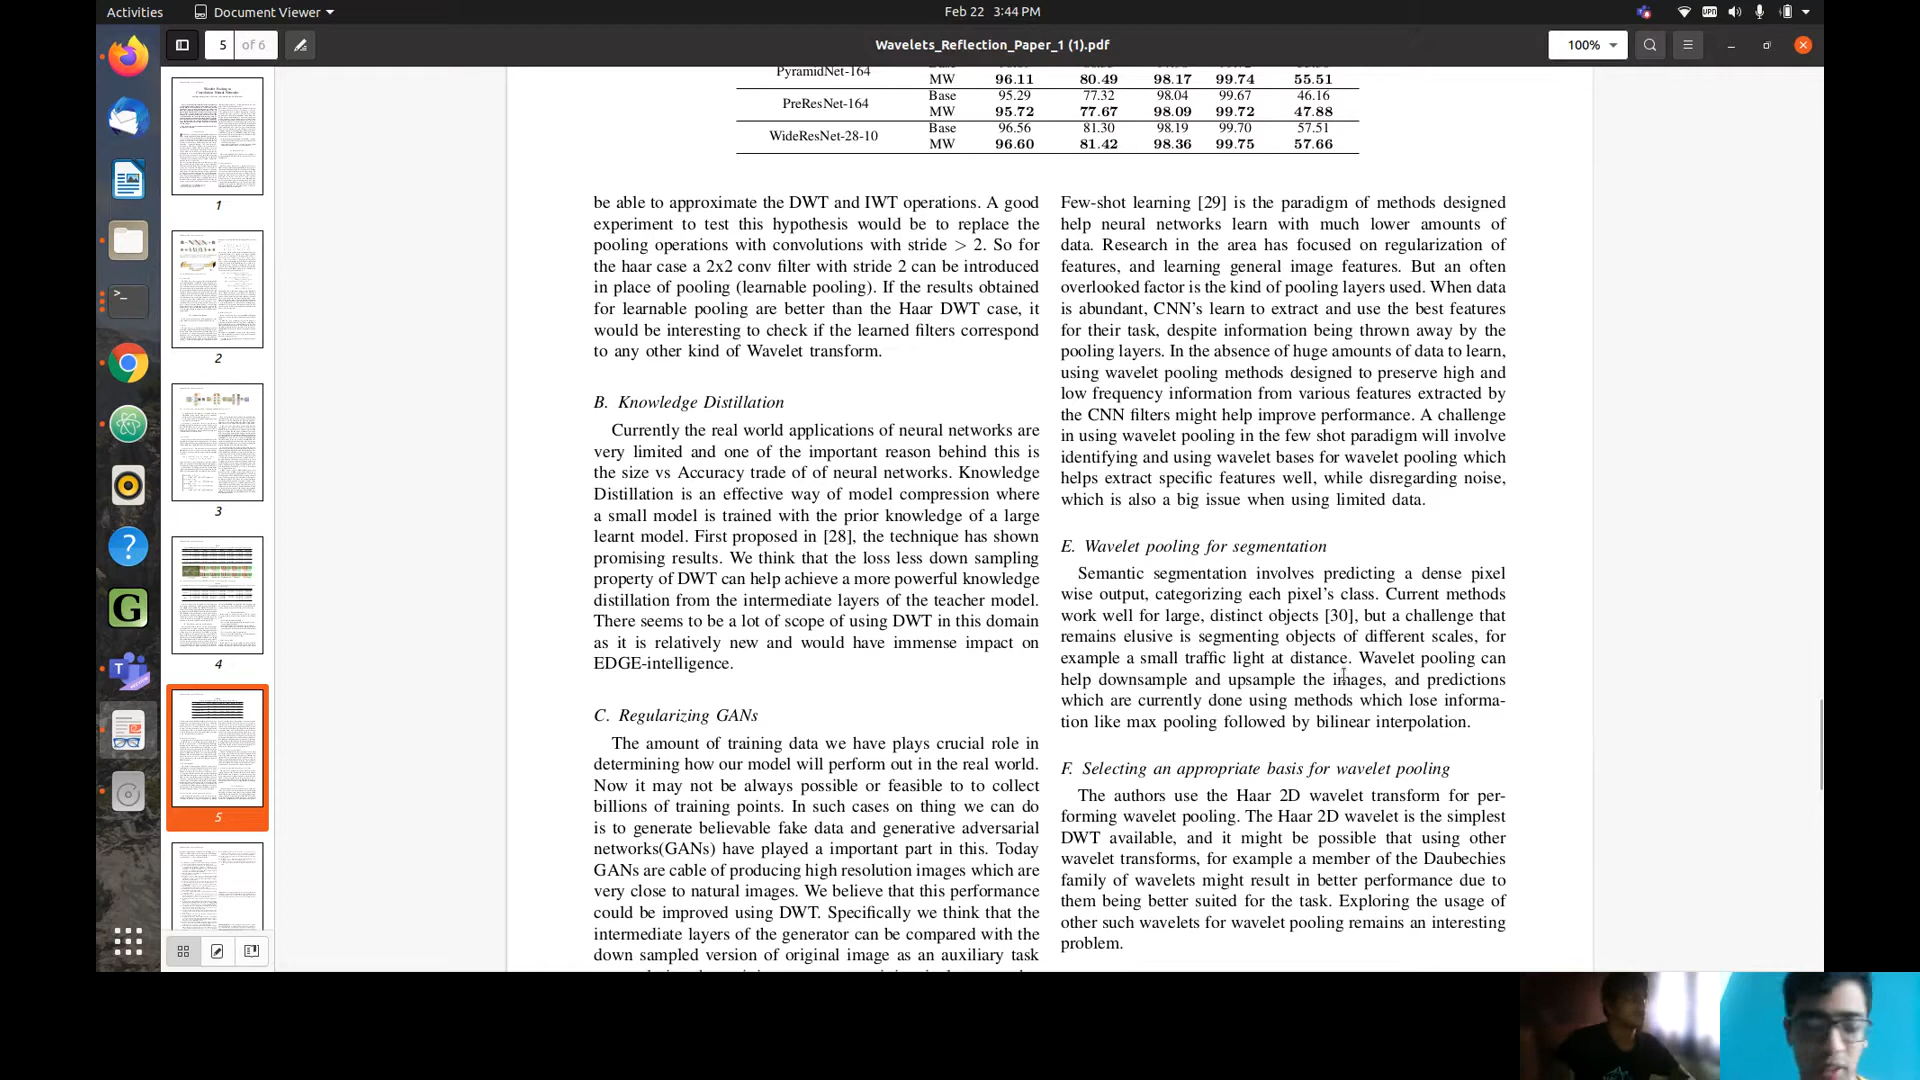 Activities
Document Viewer
Feb 22 3:44 PM
5 of 6
Wavelets_Reflection_Paper_1 (1).pdf
100%
PyramidNet-164
MW 96.11 80.49 98.17 99.74 55.51
PreResNet-164
Base 95.29 77.32 98.04 99.67 46.16
MW 95.72 77.67 98.09 99.72 47.88
WideResNet-28-10
Base 96.56 81.30 98.19 99.70 57.51
MW 96.60 81.42 98.36 99.75 57.66
be able to approximate the DWT and IWT operations. A good
experiment to test this hypothesis would be to replace the
pooling operations with convolutions with stride > 2. So for
the haar case a 2x2 conv filter with stride 2 can be introduced
in place of pooling (learnable pooling). If the results obtained
for learnable pooling are better than the Haar DWT case, it
would be interesting to check if the learned filters correspond
to any other kind of Wavelet transform.
B. Knowledge Distillation
Currently the real world applications of neural networks are
very limited and one of the important reason behind this is
the size vs Accuracy trade of of neural networks. Knowledge
Distillation is an effective way of model compression where
a small model is trained with the prior knowledge of a large
learnt model. First proposed in [28], the technique has shown
promising results. We think that the loss less down sampling
property of DWT can help achieve a more powerful knowledge
distillation from the intermediate layers of the teacher model.
There seems to be a lot of scope of using DWT in this domain
as it is relatively new and would have immense impact on
EDGE-intelligence.
C. Regularizing GANs
The amount of training data we have plays crucial role in
determining how our model will perform out in the real world.
Now it may not be always possible or feasible to to collect
billions of training points. In such cases on thing we can do
is to generate believable fake data and generative adversarial
networks(GANs) have played a important part in this. Today
GANs are cable of producing high resolution images which are
very close to natural images. We believe that this performance
could be improved using DWT. Specifically we think that the
intermediate layers of the generator can be compared with the
down sampled version of original image as an auxiliary task
Few-shot learning [29] is the paradigm of methods designed
help neural networks learn with much lower amounts of
data. Research in the area has focused on regularization of
features, and learning general image features. But an often
overlooked factor is the kind of pooling layers used. When data
is abundant, CNN's learn to extract and use the best features
for their task, despite information being thrown away by the
pooling layers. In the absence of huge amounts of data to learn,
using wavelet pooling methods designed to preserve high and
low frequency information from various features extracted by
the CNN filters might help improve performance. A challenge
in using wavelet pooling in the few shot paradigm will involve
identifying and using wavelet bases for wavelet pooling which
helps extract specific features well, while disregarding noise,
which is also a big issue when using limited data.
E. Wavelet pooling for segmentation
Semantic segmentation involves predicting a dense pixel
wise output, categorizing each pixel's class. Current methods
work well for large, distinct objects [30], but a challenge that
remains elusive is segmenting objects of different scales, for
example a small traffic light at distance. Wavelet pooling can
help downsample and upsample the images, and predictions
which are currently done using methods which lose informa-
tion like max pooling followed by bilinear interpolation.
F. Selecting an appropriate basis for wavelet pooling
The authors use the Haar 2D wavelet transform for per-
forming wavelet pooling. The Haar 2D wavelet is the simplest
DWT available, and it might be possible that using other
wavelet transforms, for example a member of the Daubechies
family of wavelets might result in better performance due to
them being better suited for the task. Exploring the usage of
other such wavelets for wavelet pooling remains an interesting
problem.
1
2
3
4
5